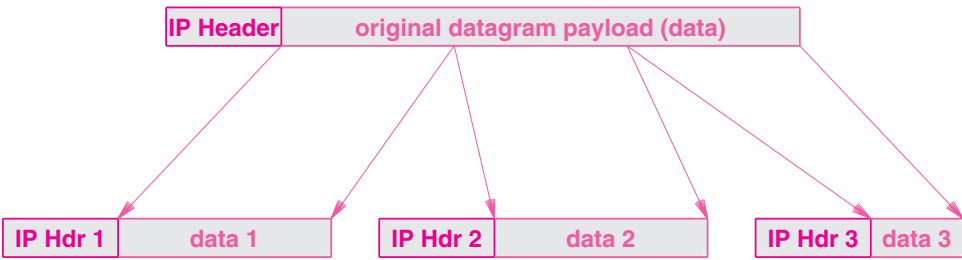 IP Header original datagram payload (data)
IP Hdr 1 data 1 IP Hdr 2 data 2 IP Hdr 3 data 3